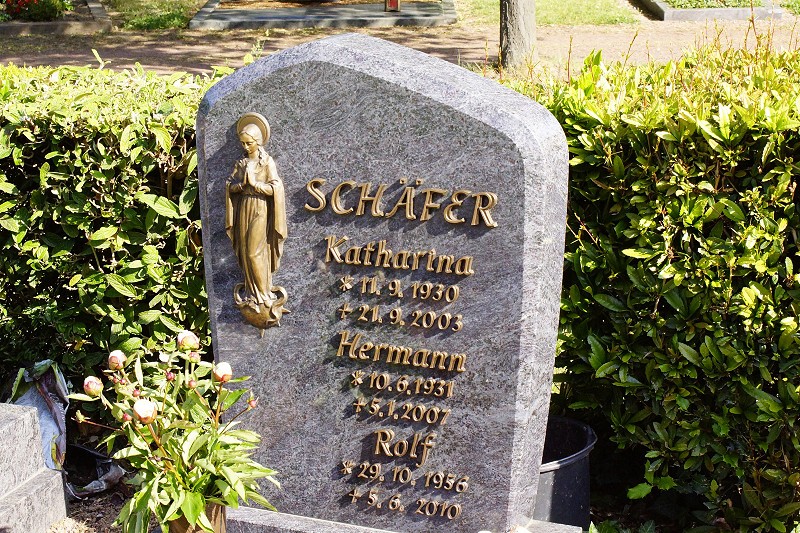 SCHÄFER
Katharina
* 11.9.1930
+ 21.9.2003
Hermann
* 10.6.1931
+ 5.1.2007
Rolf
* 29.10.1956
+ 5.6.2010